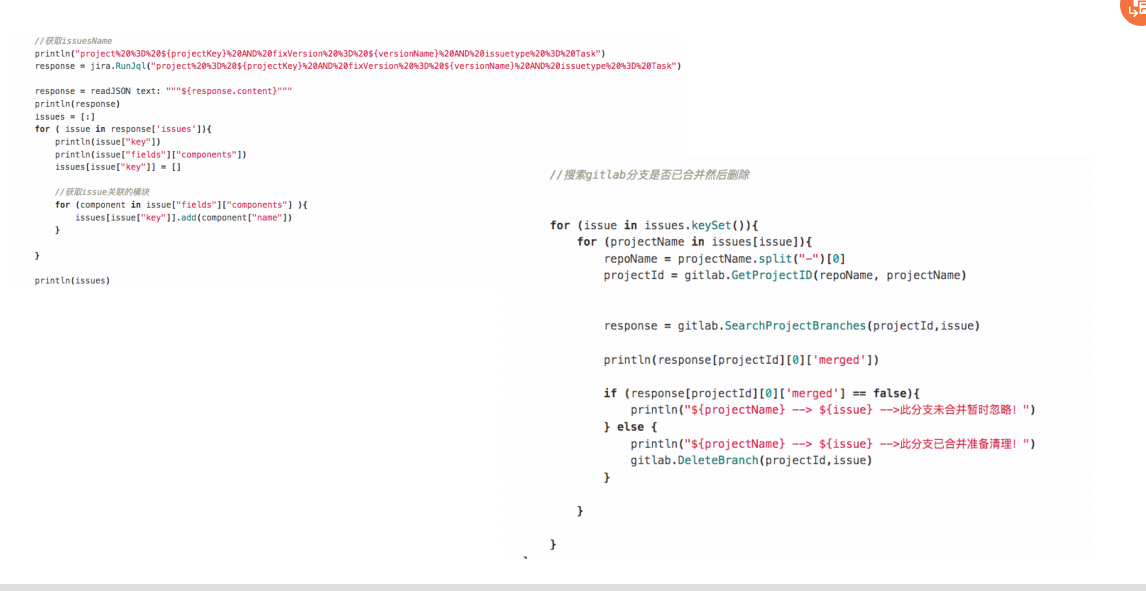 //获取issuesName
println("project%20%3D%20${projectKey}%20AND%20fixVersion%20%3D%20${versionName}%20AND%20issuetype%20%3D%20Task")
response = jira.RunJql("project%20%3D%20${projectKey}%20AND%20fixVersion%20%3D%20${versionName}%20AND%20issuetype%20%3D%20Task")
response = readJSON text: """${response.content}"""
println(response)
issues = [:]
for ( issue in response['issues']){
    println(issue["key"])
    println(issue["fields"]["components"])
    issues[issue["key"]] = []
    //获取issue关联的模块
    for (component in issue["fields"]["components"] ){
        issues[issue["key"]].add(component["name"])
    }
}
println(issues)
//搜索gitlab分支是否已合并然后删除
for (issue in issues.keySet()){
    for (projectName in issues[issue]){
        repoName = projectName.split("-")[0]
        projectId = gitlab.GetProjectID(repoName, projectName)
        response = gitlab.SearchProjectBranches(projectId,issue)
        println(response[projectId][0]['merged'])
        if (response[projectId][0]['merged'] == false){
            println("${projectName} --> ${issue} -->此分支未合并暂时忽略！")
        } else {
            println("${projectName} --> ${issue} -->此分支已合并准备清理！")
            gitlab.DeleteBranch(projectId,issue)
        }
    }
}